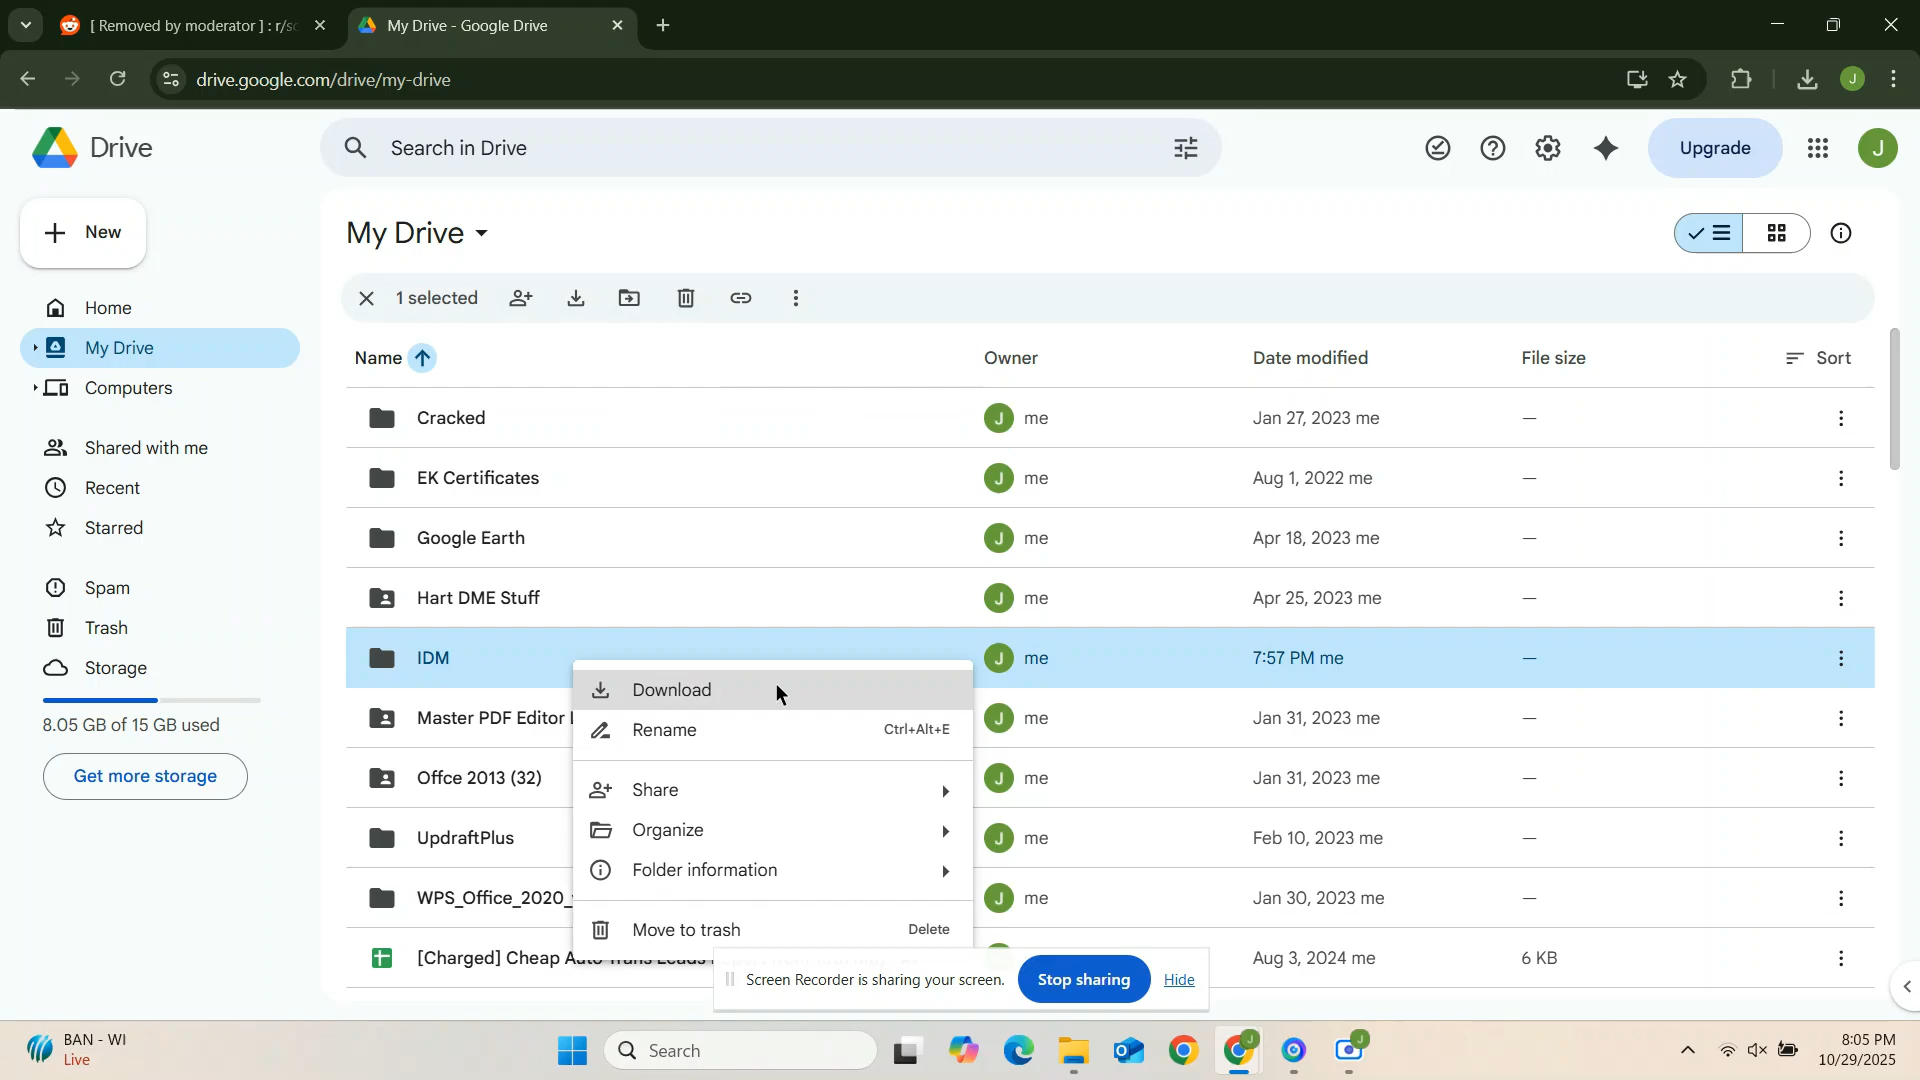 [ Removed by moderator ] : r/sc
My Drive - Google Drive
drive.google.com/drive/my-drive
J
Drive
Search in Drive
Upgrade
J
New
My Drive
Home
My Drive
Computers
Shared with me
Recent
Starred
Spam
Trash
Storage
8.05 GB of 15 GB used
Get more storage
1 selected
Name Owner Date modified File size Sort
Cracked J me Jan 27, 2023 me —
EK Certificates J me Aug 1, 2022 me —
Google Earth J me Apr 18, 2023 me —
Hart DME Stuff J me Apr 25, 2023 me —
IDM J me 7:57 PM me —
Master PDF Editor J me Jan 31, 2023 me —
Offce 2013 (32) J me Jan 31, 2023 me —
UpdraftPlus J me Feb 10, 2023 me —
WPS_Office_2020_ J me Jan 30, 2023 me —
[Charged] Cheap Auto Trans Leads Aug 3, 2024 me 6 KB
Download
Rename Ctrl+Alt+E
Share
Organize
Folder information
Move to trash Delete
Screen Recorder is sharing your screen. Stop sharing Hide
BAN - WI
Live
Search
J
J
8:05 PM
10/29/2025